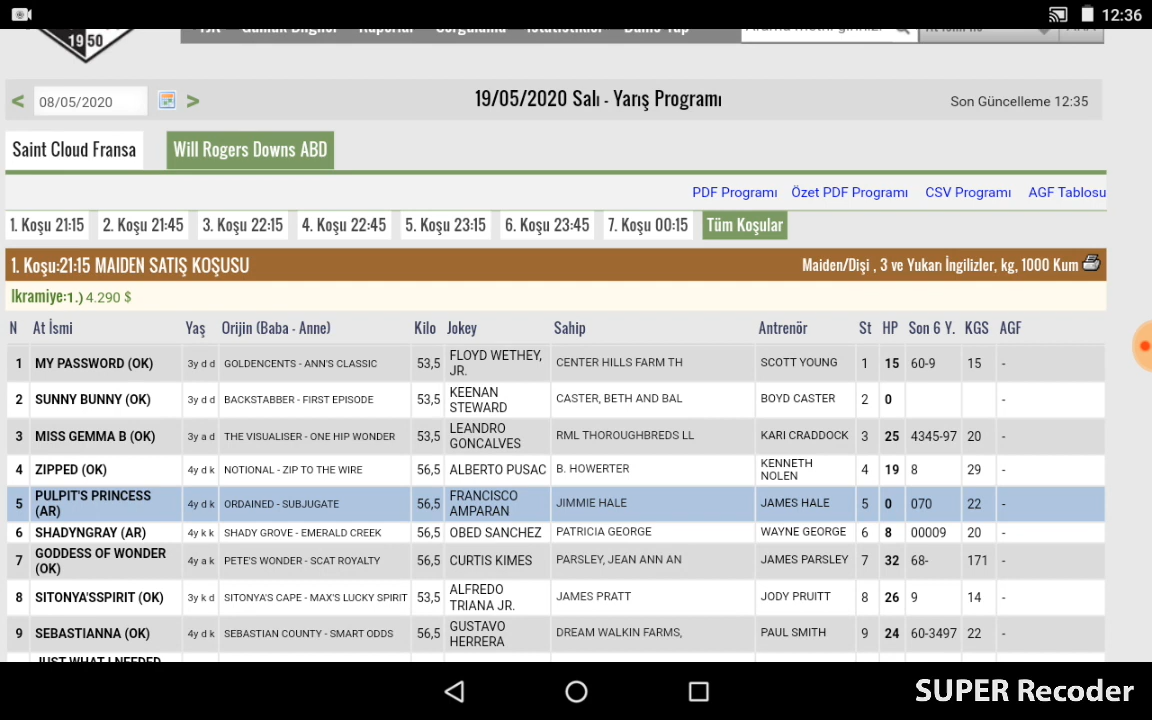 12:36
1950
08/05/2020
19/05/2020 Salı - Yarış Programı
Son Güncelleme 12:35
Saint Cloud Fransa
Will Rogers Downs ABD
PDF Programı Özet PDF Programı CSV Programı AGF Tablosu
1. Koşu 21:15 2. Koşu 21:45 3. Koşu 22:15 4. Koşu 22:45 5. Koşu 23:15 6. Koşu 23:45 7. Koşu 00:15 Tüm Koşular
1. Koşu:21:15 MAIDEN SATIŞ KOŞUSU Maiden/Dişi , 3 ve Yukarı İngilizler, kg, 1000 Kum
Ikramiye:1.) 4.290 $
N At İsmi Yaş Orijin (Baba - Anne) Kilo Jokey Sahip Antrenör St HP Son 6 Y. KGS AGF
1 MY PASSWORD (OK) 3y d d GOLDENCENTS - ANN'S CLASSIC 53,5 FLOYD WETHEY, JR. CENTER HILLS FARM TH SCOTT YOUNG 1 15 60-9 15 -
2 SUNNY BUNNY (OK) 3y d d BACKSTABBER - FIRST EPISODE 53,5 KEENAN STEWARD CASTER, BETH AND BAL BOYD CASTER 2 0 -
3 MISS GEMMA B (OK) 3y a d THE VISUALISER - ONE HIP WONDER 53,5 LEANDRO GONCALVES RML THOROUGHBREDS LL KARI CRADDOCK 3 25 4345-97 20 -
4 ZIPPED (OK) 4y d k NOTIONAL - ZIP TO THE WIRE 56,5 ALBERTO PUSAC B. HOWERTER KENNETH NOLEN 4 19 8 29 -
5 PULPIT'S PRINCESS (AR) 4y d k ORDAINED - SUBJUGATE 56,5 FRANCISCO AMPARAN JIMMIE HALE JAMES HALE 5 0 070 22 -
6 SHADYNGRAY (AR) 4y k k SHADY GROVE - EMERALD CREEK 56,5 OBED SANCHEZ PATRICIA GEORGE WAYNE GEORGE 6 8 00009 20 -
7 GODDESS OF WONDER (OK) 4y a k PETE'S WONDER - SCAT ROYALTY 56,5 CURTIS KIMES PARSLEY, JEAN ANN AN JAMES PARSLEY 7 32 68- 171 -
8 SITONYA'SSPIRIT (OK) 3y k d SITONYA'S CAPE - MAX'S LUCKY SPIRIT 53,5 ALFREDO TRIANA JR. JAMES PRATT JODY PRUITT 8 26 9 14 -
9 SEBASTIANNA (OK) 4y d k SEBASTIAN COUNTY - SMART ODDS 56,5 GUSTAVO HERRERA DREAM WALKIN FARMS, PAUL SMITH 9 24 60-3497 22 -
JUST WHAT I NEEDED
SUPER Recoder